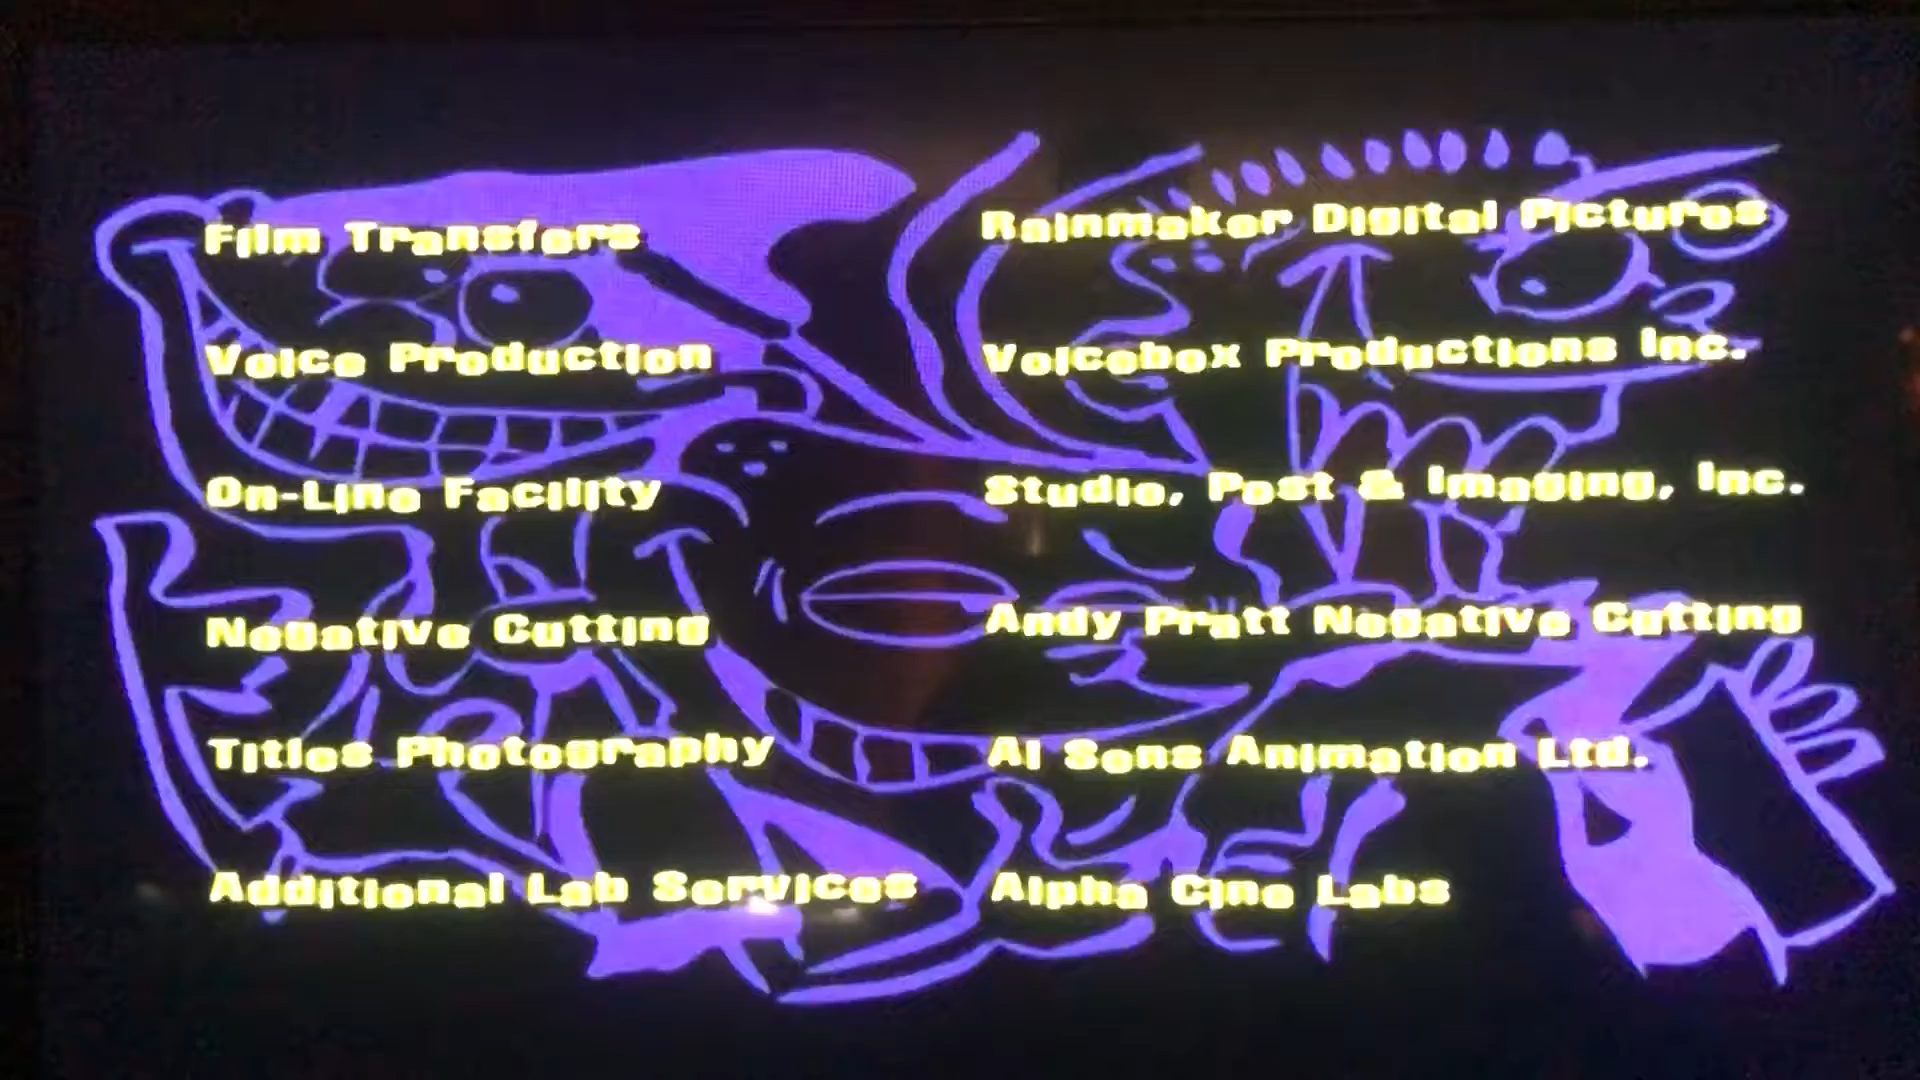 Film Transfers Rainmaker Digital Pictures
Voice Production Voicebox Productions Inc.
On-Line Facility Studio, Post & Imaging, Inc.
Negative Cutting Andy Pratt Negative Cutting
Titles Photography Al Sens Animation Ltd.
Additional Lab Services Alpha Cine Labs